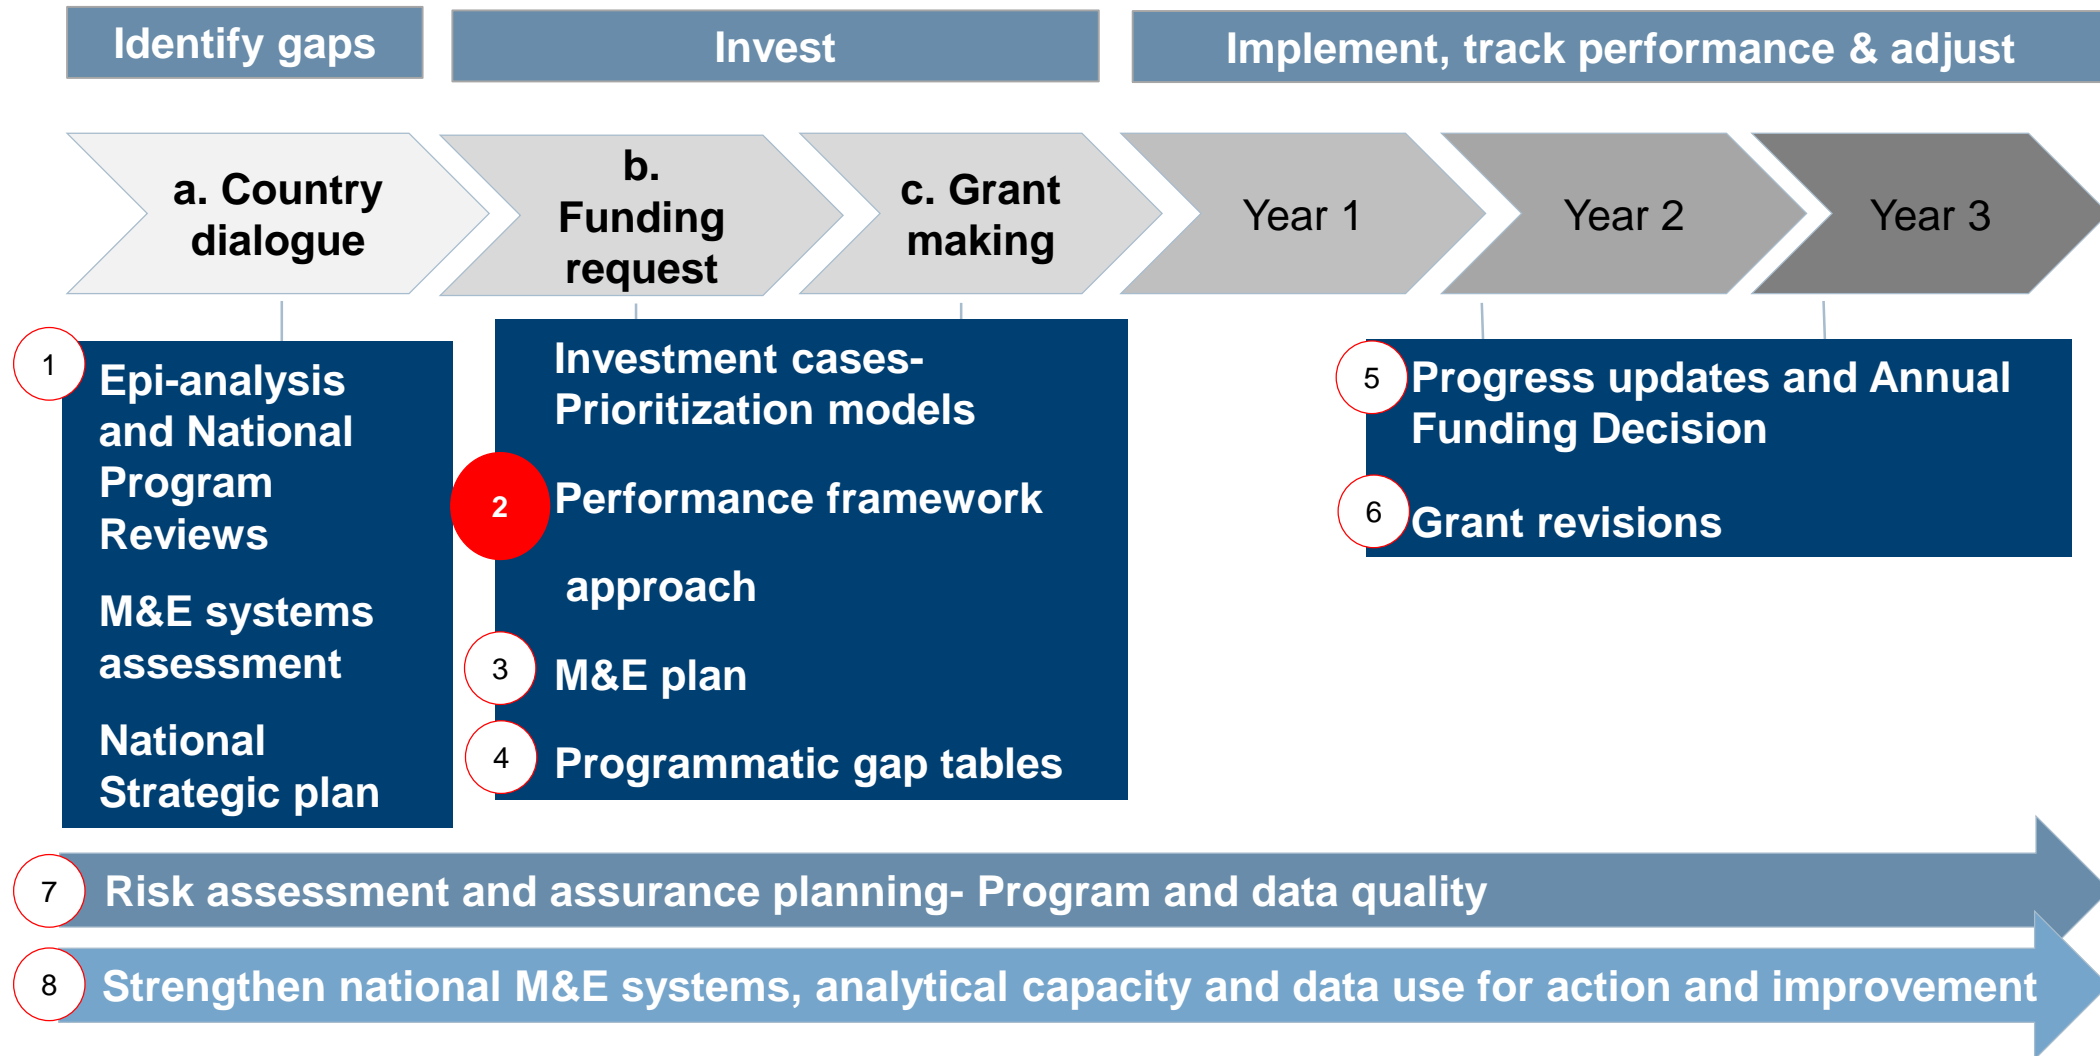 Identify gaps
Invest
Implement, track performance & adjust
a. Country
dialogue
b.
Funding
request
c. Grant
making
Year 1
Year 2
Year 3
1
Epi-analysis
and National
Program
Reviews
M&E systems
assessment
National
Strategic plan
Investment cases-
Prioritization models
2
Performance framework
approach
3
M&E plan
4
Programmatic gap tables
5
Progress updates and Annual
Funding Decision
6
Grant revisions
7
Risk assessment and assurance planning- Program and data quality
8
Strengthen national M&E systems, analytical capacity and data use for action and improvement